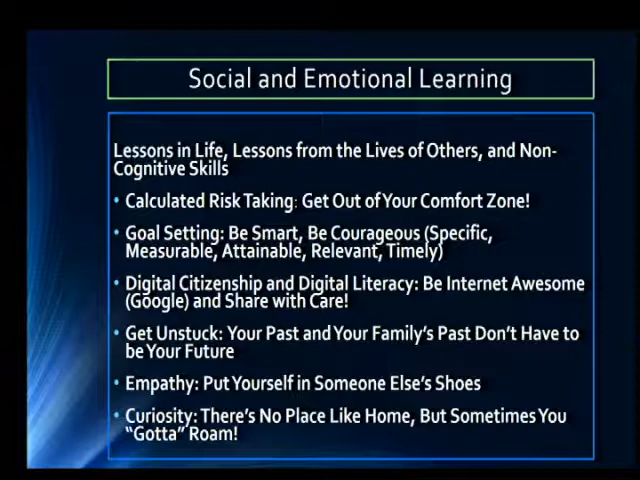 Social and Emotional Learning
Lessons in Life, Lessons from the Lives of Others, and Non-
Cognitive Skills
• Calculated Risk Taking: Get Out of Your Comfort Zone!
• Goal Setting: Be Smart, Be Courageous (Specific,
Measurable, Attainable, Relevant, Timely)
• Digital Citizenship and Digital Literacy: Be Internet Awesome
(Google) and Share with Care!
• Get Unstuck: Your Past and Your Family's Past Don't Have to
be Your Future
• Empathy: Put Yourself in Someone Else's Shoes
• Curiosity: There's No Place Like Home, But Sometimes You
"Gotta" Roam!